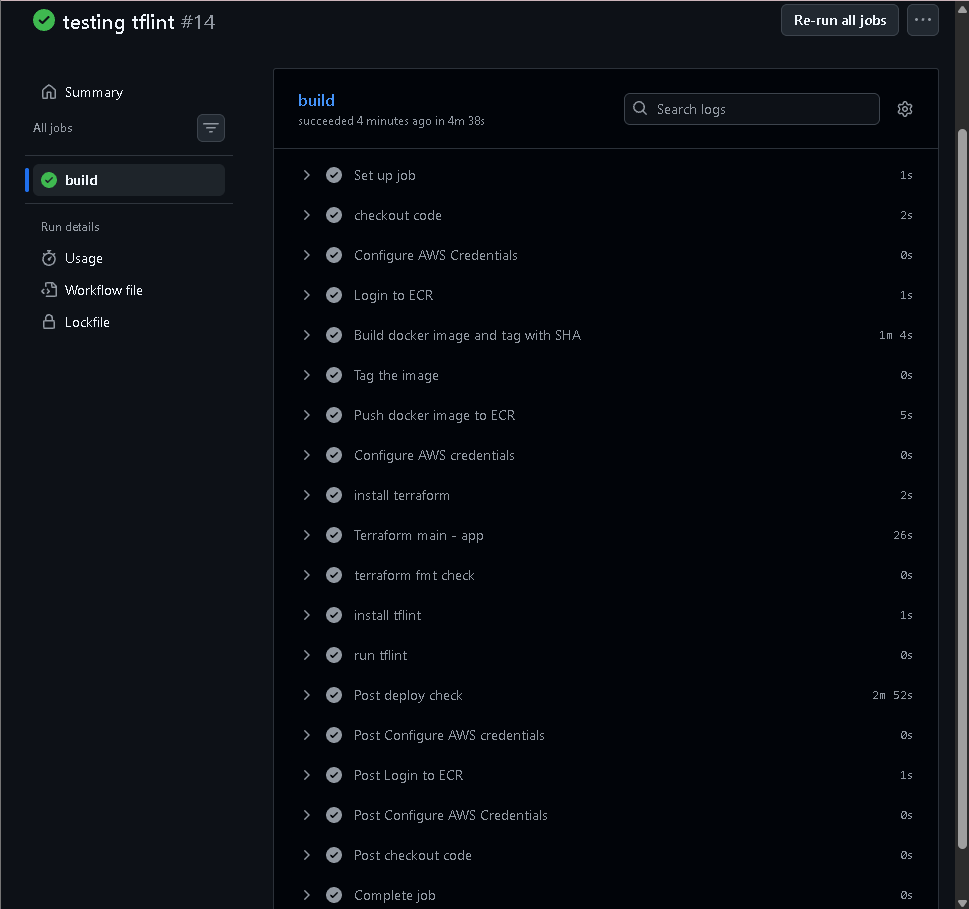 testing tflint #14
Re-run all jobs
Summary
All jobs
build
Run details
Usage
Workflow file
Lockfile
build
succeeded 4 minutes ago in 4m 38s
Search logs
Set up job 1s
checkout code 2s
Configure AWS Credentials 0s
Login to ECR 1s
Build docker image and tag with SHA 1m 4s
Tag the image 0s
Push docker image to ECR 5s
Configure AWS credentials 0s
install terraform 2s
Terraform main - app 26s
terraform fmt check 0s
install tflint 1s
run tflint 0s
Post deploy check 2m 52s
Post Configure AWS credentials 0s
Post Login to ECR 1s
Post Configure AWS Credentials 0s
Post checkout code 0s
Complete job 0s